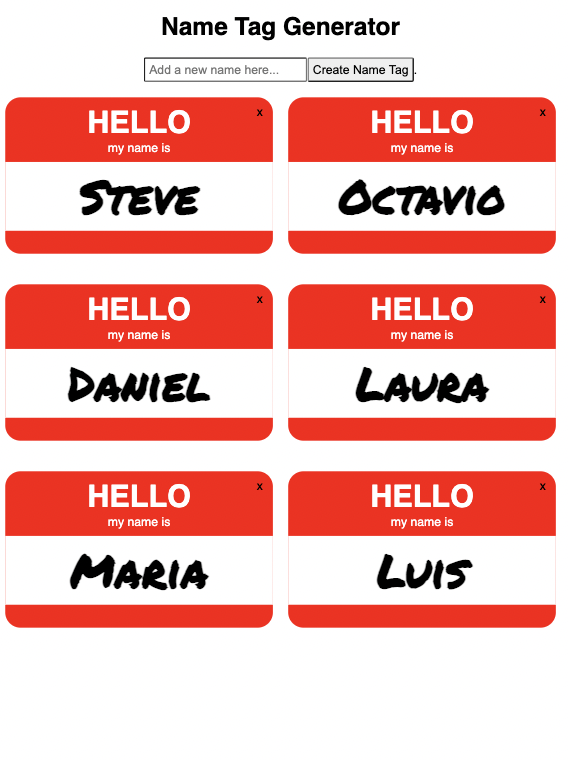 Name Tag Generator
Add a new name here... Create Name Tag.
HELLO x HELLO x
my name is my name is
Steve Octavio
HELLO x HELLO x
my name is my name is
Daniel Laura
HELLO x HELLO x
my name is my name is
Maria Luis